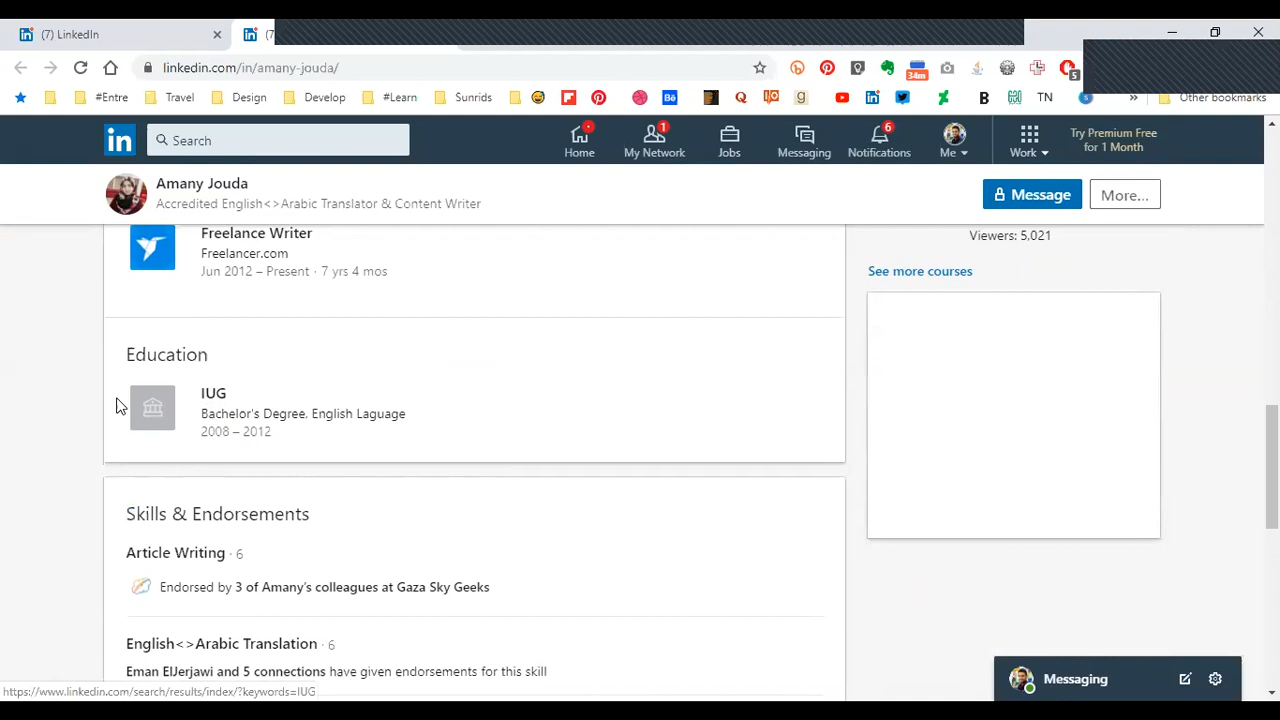 (7) LinkedIn
(7
linkedin.com/in/amany-jouda/
34m
5
#Entre
Travel
Design
Develop
#Learn
Sunrids
TN
Other bookmarks
Search
Home
1
My Network
Jobs
Messaging
6
Notifications
Me
Work
Try Premium Free
for 1 Month
Amany Jouda
Accredited English<>Arabic Translator & Content Writer
Message
More...
Freelance Writer
Freelancer.com
Jun 2012 – Present · 7 yrs 4 mos
Viewers: 5,021
See more courses
Education
IUG
Bachelor's Degree, English Laguage
2008 – 2012
Skills & Endorsements
Article Writing · 6
Endorsed by 3 of Amany's colleagues at Gaza Sky Geeks
English<>Arabic Translation · 6
Eman ElJerjawi and 5 connections have given endorsements for this skill
Messaging
https://www.linkedin.com/search/results/index/?keywords=IUG